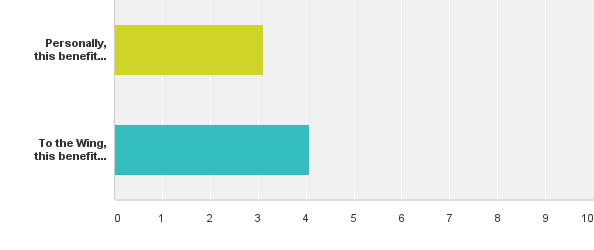 Personally,
this benefit...
To the Wing,
this benefit...
0 1 2 3 4 5 6 7 8 9 10